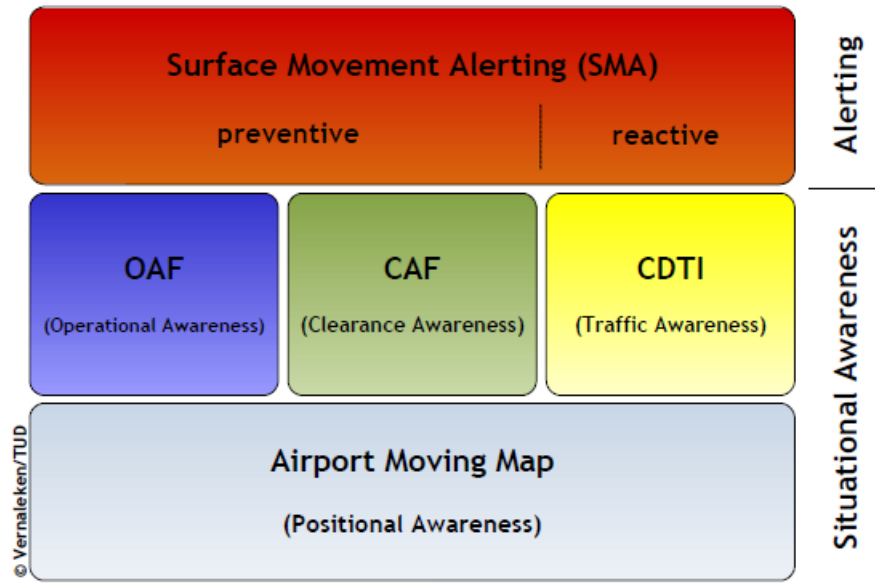 Surface Movement Alerting (SMA)
preventive
reactive
Alerting
OAF
(Operational Awareness)
CAF
(Clearance Awareness)
CDTI
(Traffic Awareness)
Situational Awareness
Airport Moving Map
(Positional Awareness)
© Vernaleken/TUD